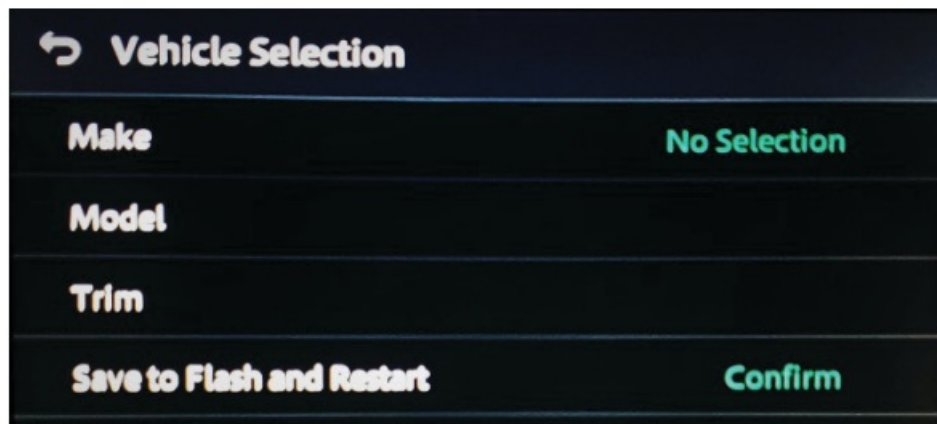 Vehicle Selection
Make No Selection
Model
Trim
Save to Flash and Restart Confirm